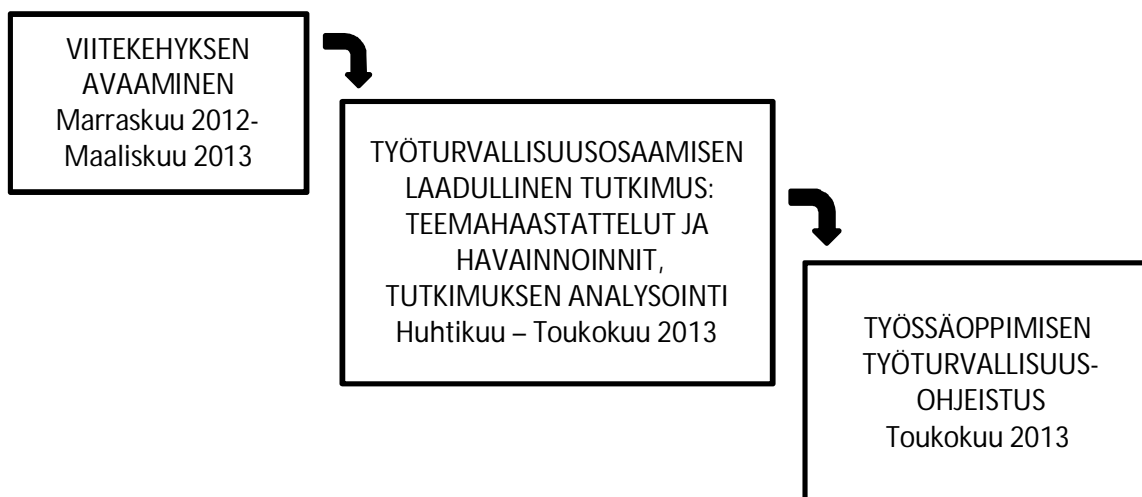 VIITEKEHYKSEN
AVAAMINEN
Marraskuu 2012-
Maaliskuu 2013
TYÖTURVALLISUUSOSAAMISEN
LAADULLINEN TUTKIMUS:
TEEMAHAASTATTELUT JA
HAVAINNOINNIT,
TUTKIMUKSEN ANALYSOINTI
Huhtikuu – Toukokuu 2013
TYÖSSÄOPPIMISEN
TYÖTURVALLISUUS-
OHJEISTUS
Toukokuu 2013